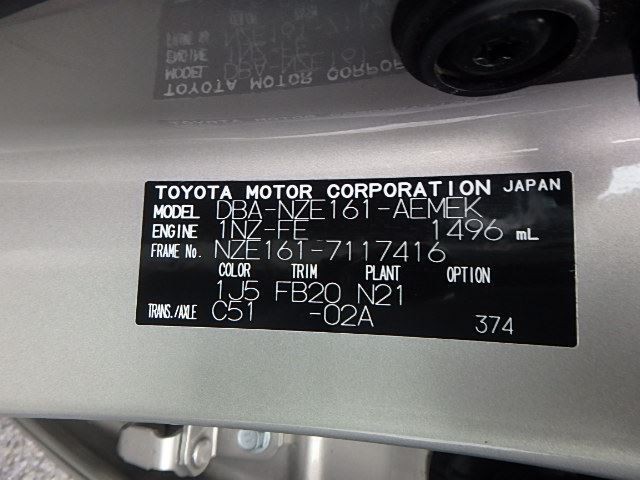 TOYOTA MOTOR CORPORATION JAPAN
MODEL DBA-NZE161-AEMEK
ENGINE 1NZ-FE 1496 mL
FRAME No. NZE161-7117416
COLOR TRIM PLANT OPTION
1J5 FB20 N21
TRANS./AXLE C51 -02A
374